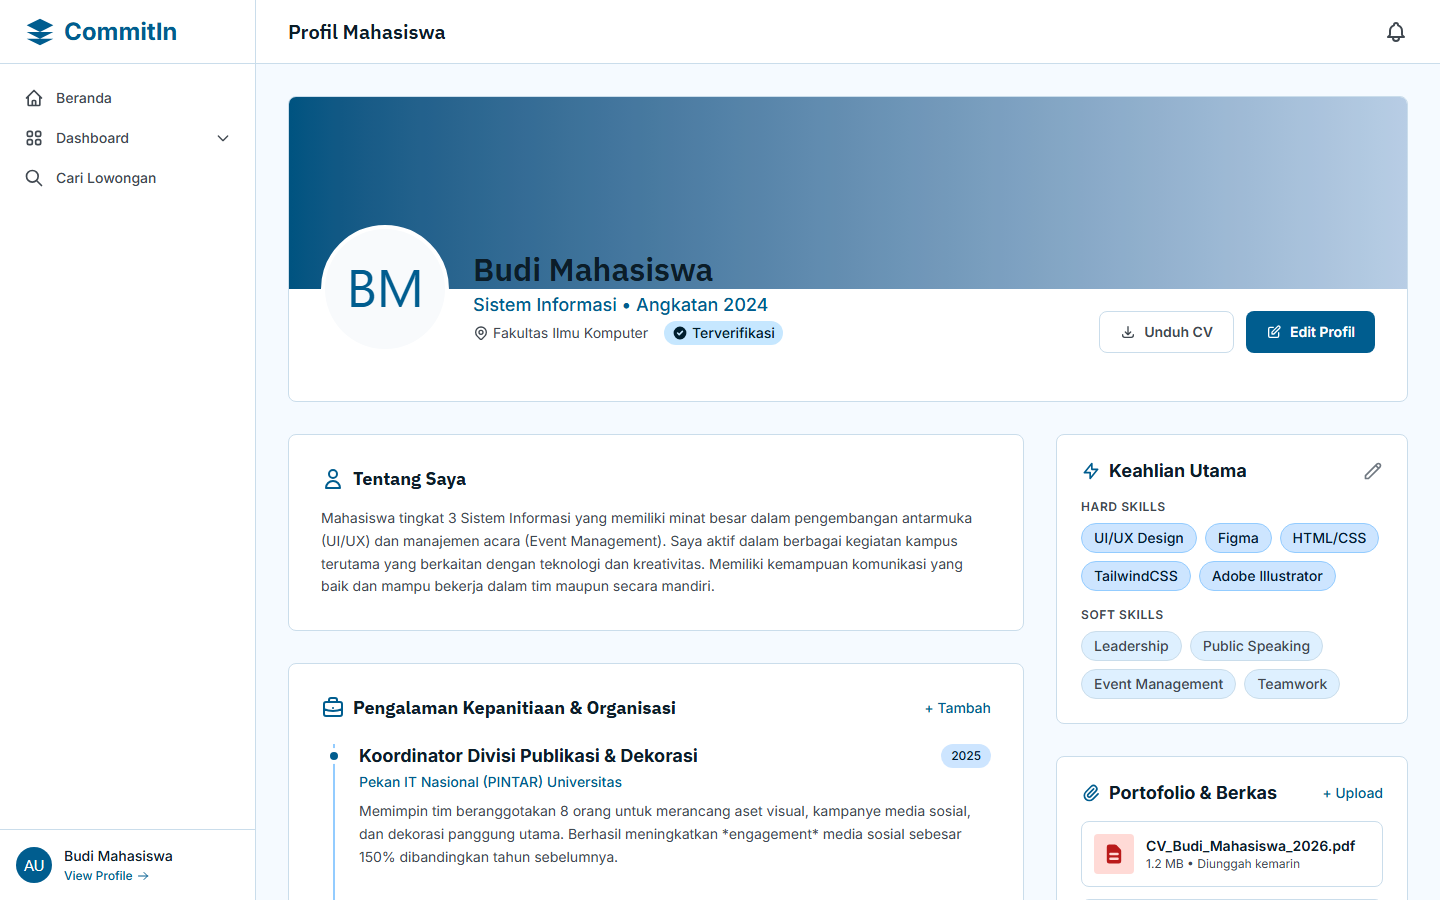 CommitIn
Profil Mahasiswa
Beranda
Dashboard
Cari Lowongan
BM
Budi Mahasiswa
Sistem Informasi • Angkatan 2024
Fakultas Ilmu Komputer
Terverifikasi
Unduh CV
Edit Profil
Tentang Saya
Mahasiswa tingkat 3 Sistem Informasi yang memiliki minat besar dalam pengembangan antarmuka
(UI/UX) dan manajemen acara (Event Management). Saya aktif dalam berbagai kegiatan kampus
terutama yang berkaitan dengan teknologi dan kreativitas. Memiliki kemampuan komunikasi yang
baik dan mampu bekerja dalam tim maupun secara mandiri.
Pengalaman Kepanitiaan & Organisasi
+ Tambah
Koordinator Divisi Publikasi & Dekorasi
2025
Pekan IT Nasional (PINTAR) Universitas
Memimpin tim beranggotakan 8 orang untuk merancang aset visual, kampanye media sosial,
dan dekorasi panggung utama. Berhasil meningkatkan *engagement* media sosial sebesar
150% dibandingkan tahun sebelumnya.
Keahlian Utama
HARD SKILLS
UI/UX Design
Figma
HTML/CSS
TailwindCSS
Adobe Illustrator
SOFT SKILLS
Leadership
Public Speaking
Event Management
Teamwork
Portofolio & Berkas
+ Upload
CV_Budi_Mahasiswa_2026.pdf
1.2 MB • Diunggah kemarin
AU
Budi Mahasiswa
View Profile →